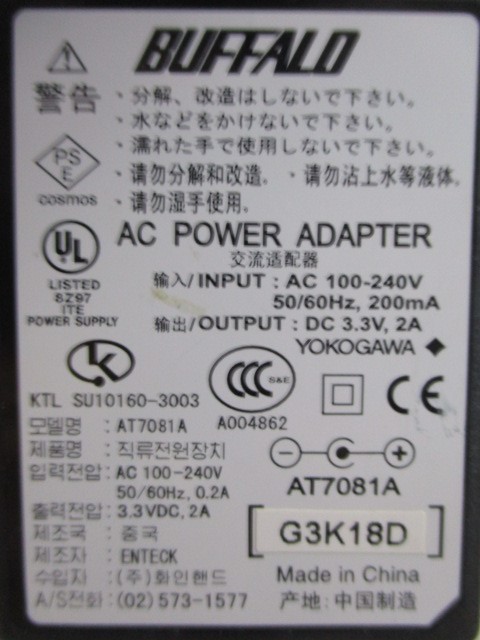 BUFFALO
警告
・分解、改造はしないで下さい。
・水などをかけないで下さい。
・濡れた手で使用しないで下さい。
・请勿分解和改造. ・请勿沾上水等液体.
・请勿湿手使用.
PS
E
cosmos
UL
LISTED
8Z97
ITE
POWER SUPPLY
AC POWER ADAPTER
交流适配器
输入/INPUT : AC 100-240V
50/60Hz, 200mA
输出/OUTPUT : DC 3.3V, 2A
YOKOGAWA
KTL SU10160-3003
CCC S&E
A004862
CE
모델명 : AT7081A
제품명 : 직류전원장치
입력전압 : AC 100-240V
50/60Hz, 0.2A
출력전압 : 3.3VDC, 2A
제조국 : 중국
제조자 : ENTECK
수입자 : (주)화인핸드
A/S전화 : (02) 573-1577
AT7081A
G3K18D
Made in China
产地: 中国制造